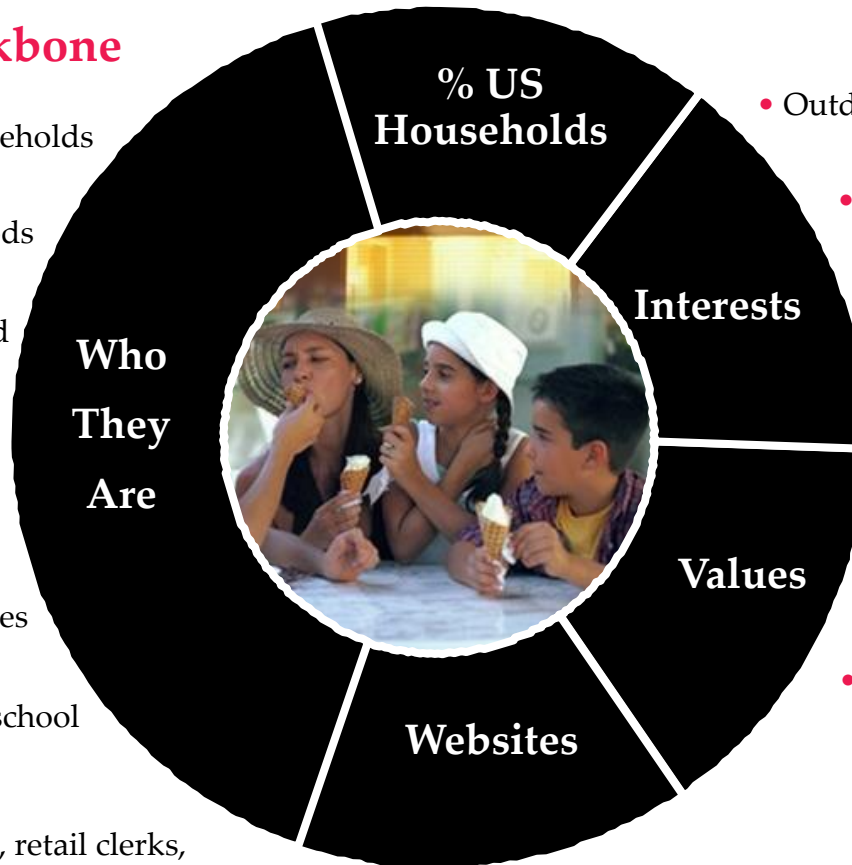 kbone
eholds
ds
d
es
school
, retail clerks,
% US
Households
Who
They
Are
Interests
Values
Websites
• Outd
•
•